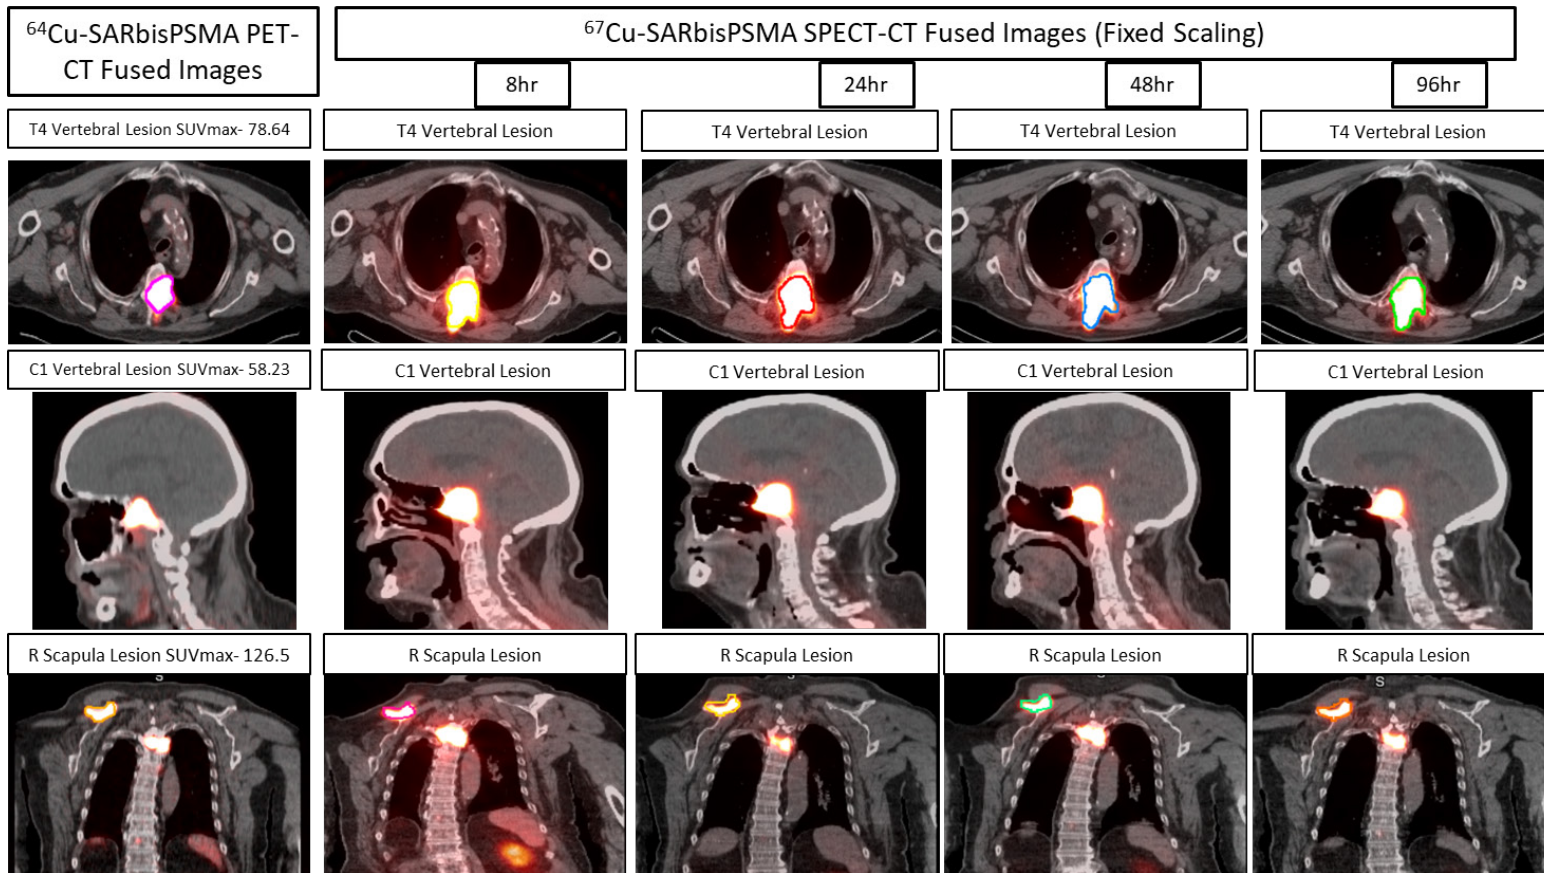 ⁶⁴Cu-SARbisPSMA PET-
CT Fused Images
⁶⁷Cu-SARbisPSMA SPECT-CT Fused Images (Fixed Scaling)
8hr
24hr
48hr
96hr
T4 Vertebral Lesion SUVmax- 78.64
T4 Vertebral Lesion
T4 Vertebral Lesion
T4 Vertebral Lesion
T4 Vertebral Lesion
C1 Vertebral Lesion SUVmax- 58.23
C1 Vertebral Lesion
C1 Vertebral Lesion
C1 Vertebral Lesion
C1 Vertebral Lesion
R Scapula Lesion SUVmax- 126.5
R Scapula Lesion
R Scapula Lesion
R Scapula Lesion
R Scapula Lesion
S
S